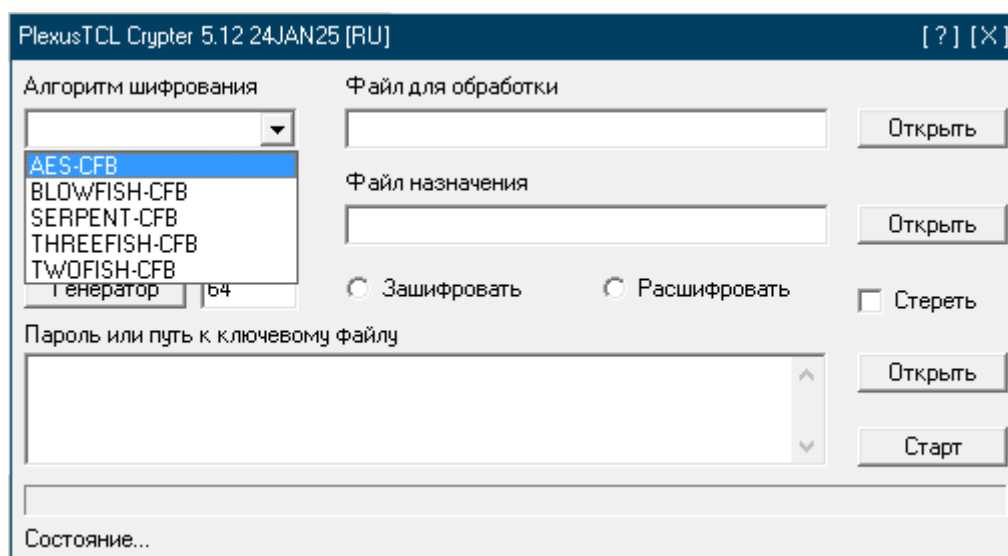 PlexusTCL Crypter 5.12 24JAN25 [RU] [ ? ] [X]
Алгоритм шифрования
AES-CFB
BLOWFISH-CFB
SERPENT-CFB
THREEFISH-CFB
TWOFISH-CFB
Генератор 64
Файл для обработки
Открыть
Файл назначения
Открыть
Зашифровать Расшифровать Стереть
Пароль или путь к ключевому файлу
Открыть
Старт
Состояние...